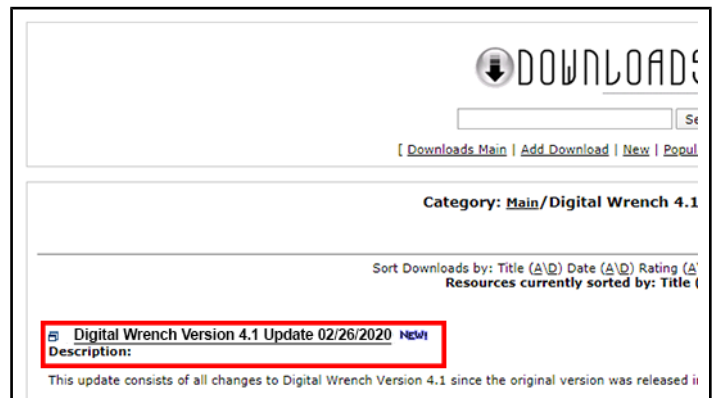 DOWNLOADS
[ Downloads Main | Add Download | New | Popul
Category: Main/Digital Wrench 4.1
Sort Downloads by: Title (A\D) Date (A\D) Rating (A\
Resources currently sorted by: Title (
Digital Wrench Version 4.1 Update 02/26/2020 NEW!
Description:
This update consists of all changes to Digital Wrench Version 4.1 since the original version was released i